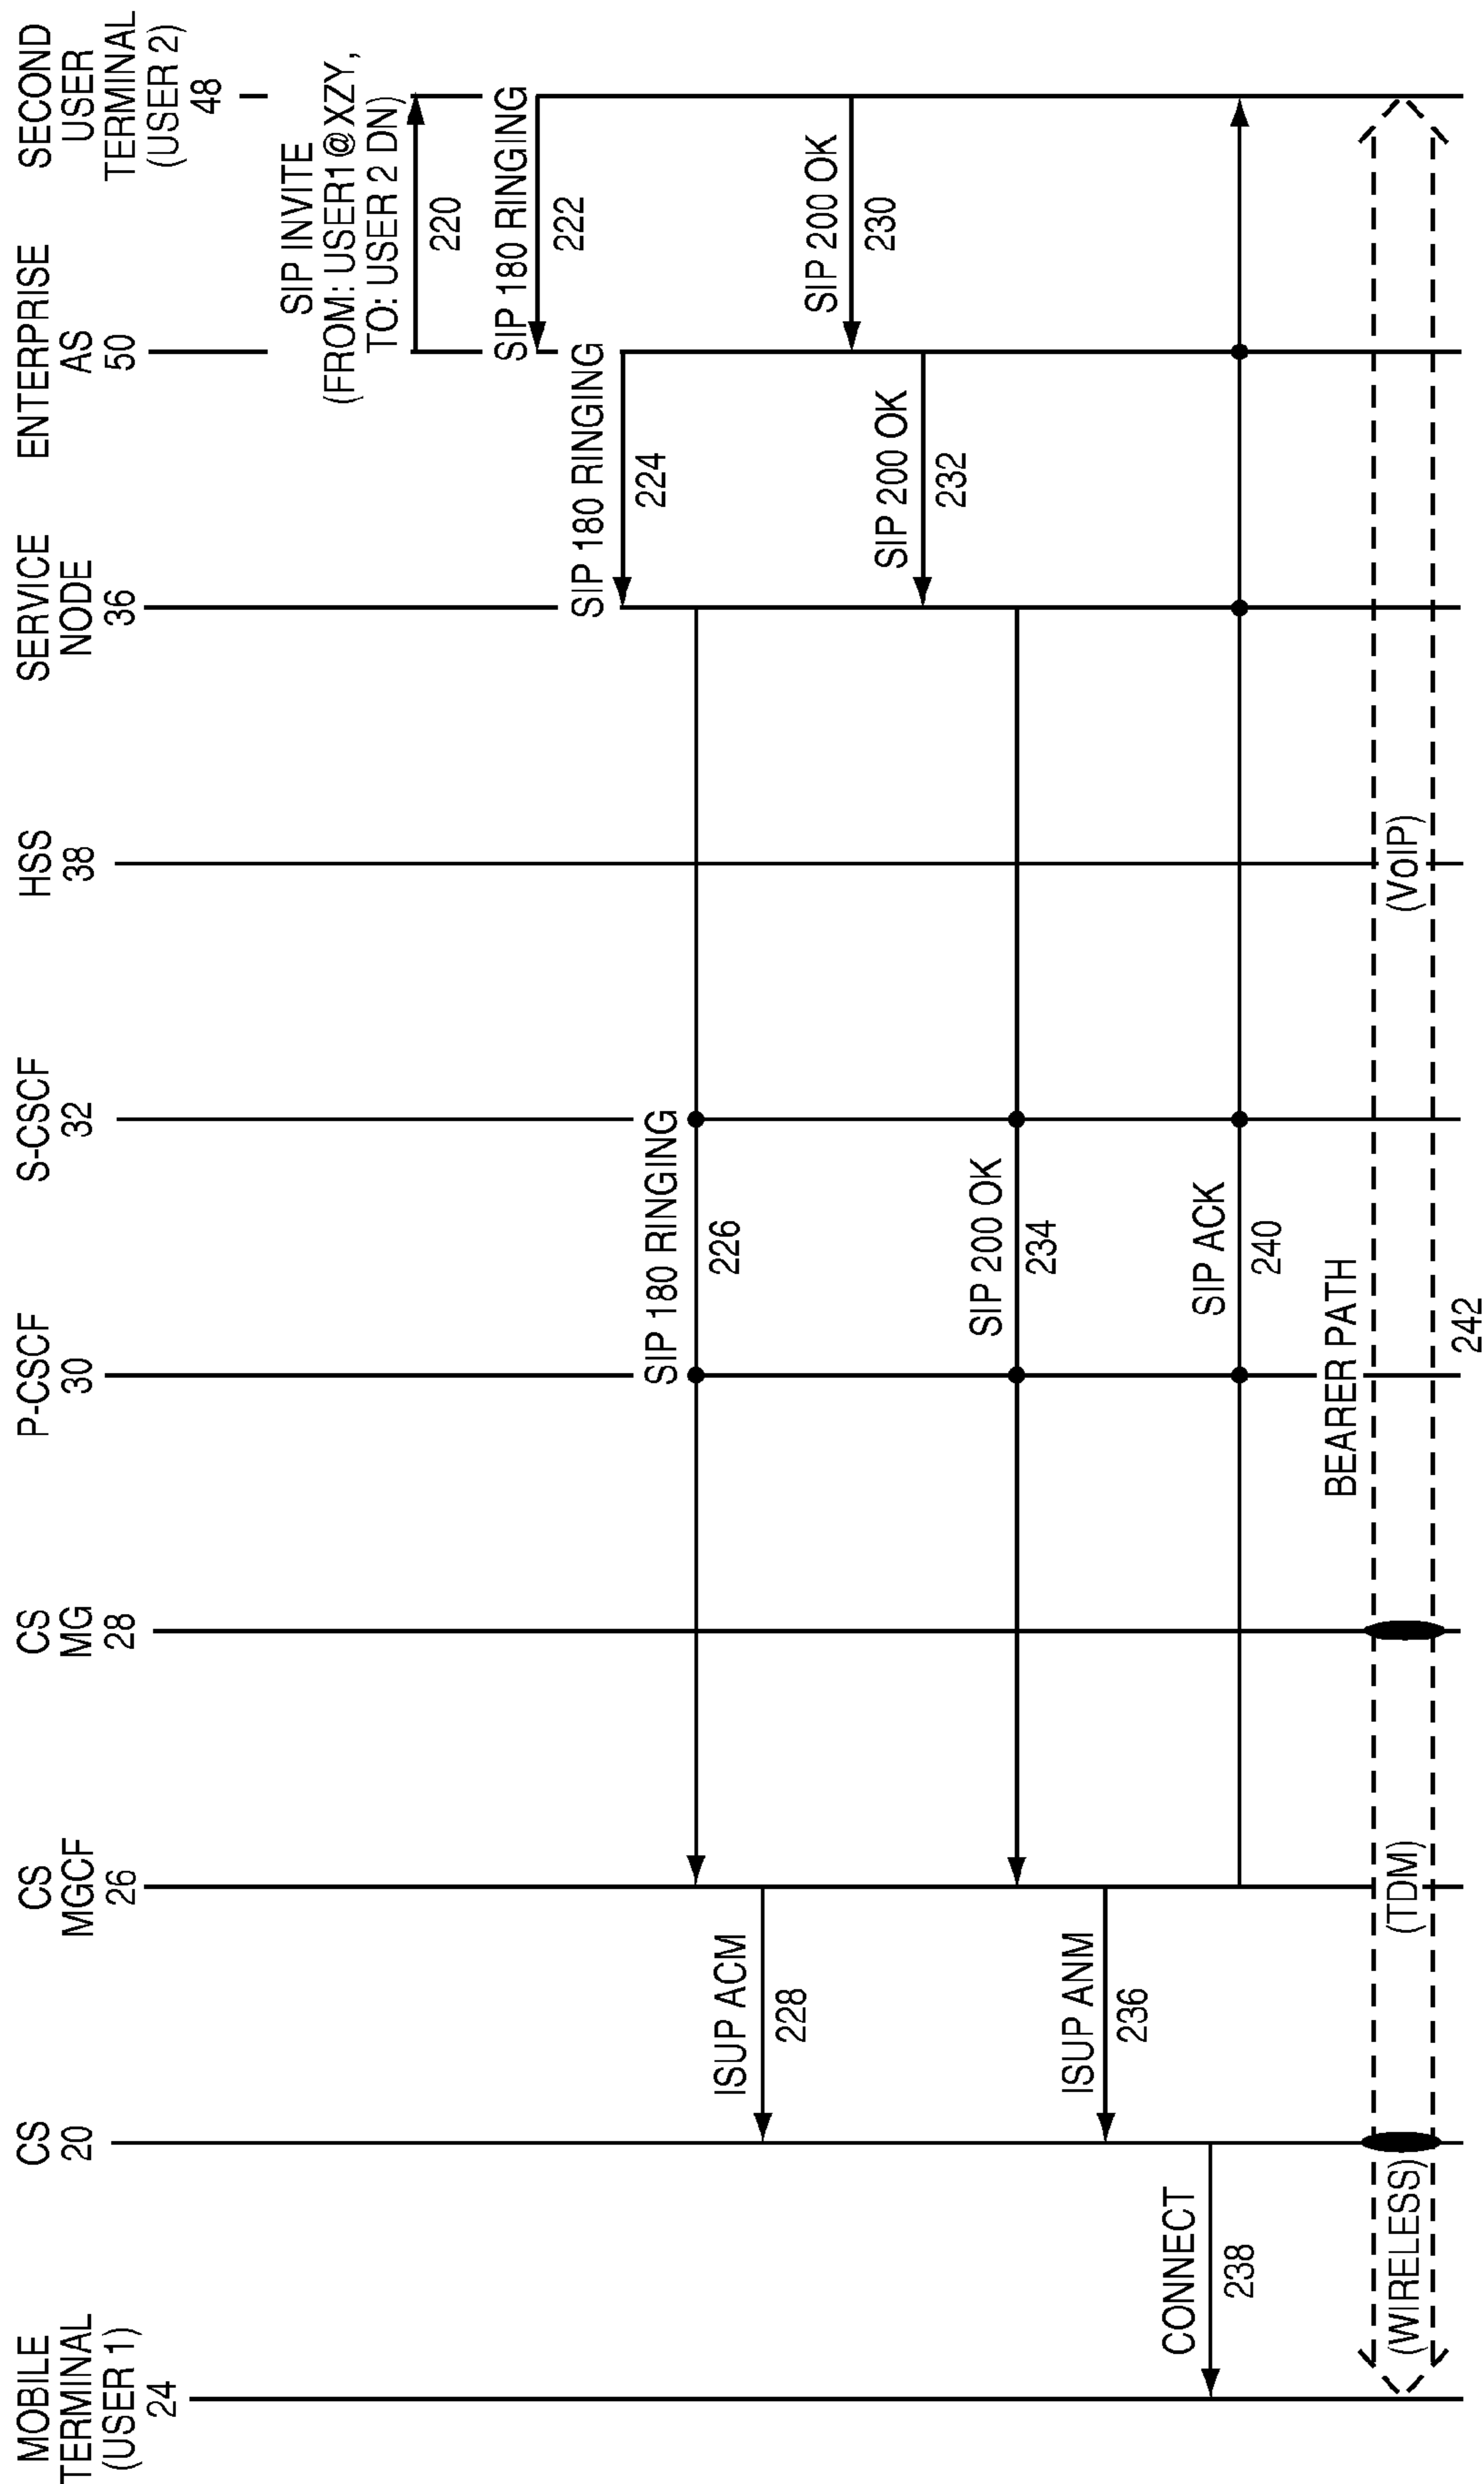 MOBILE
TERMINAL
(USER 1)
24
CS
20
CS
MGCF
26
CS
MG
28
P-CSCF
30
S-CSCF
32
HSS
38
SERVICE
NODE
36
ENTERPRISE
AS
50
SECOND
USER
TERMINAL
(USER 2)
48
SIP INVITE
(FROM: USER1@XZY,
TO: USER 2 DN)
220
SIP 180 RINGING
222
SIP 180 RINGING
224
SIP 180 RINGING
226
ISUP ACM
228
SIP 200 OK
230
SIP 200 OK
232
SIP 200 OK
234
ISUP ANM
236
CONNECT
238
SIP ACK
240
BEARER PATH
(WIRELESS)
(TDM)
(VoIP)
242